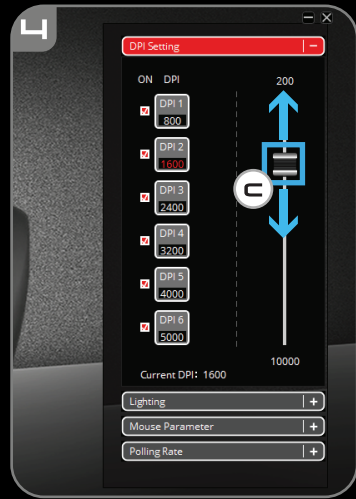 4
DPI Setting
ON DPI
200
DPI 1
800
DPI 2
1600
DPI 3
2400
DPI 4
3200
DPI 5
4000
DPI 6
5000
Current DPI: 1600
10000
Lighting
Mouse Parameter
Polling Rate